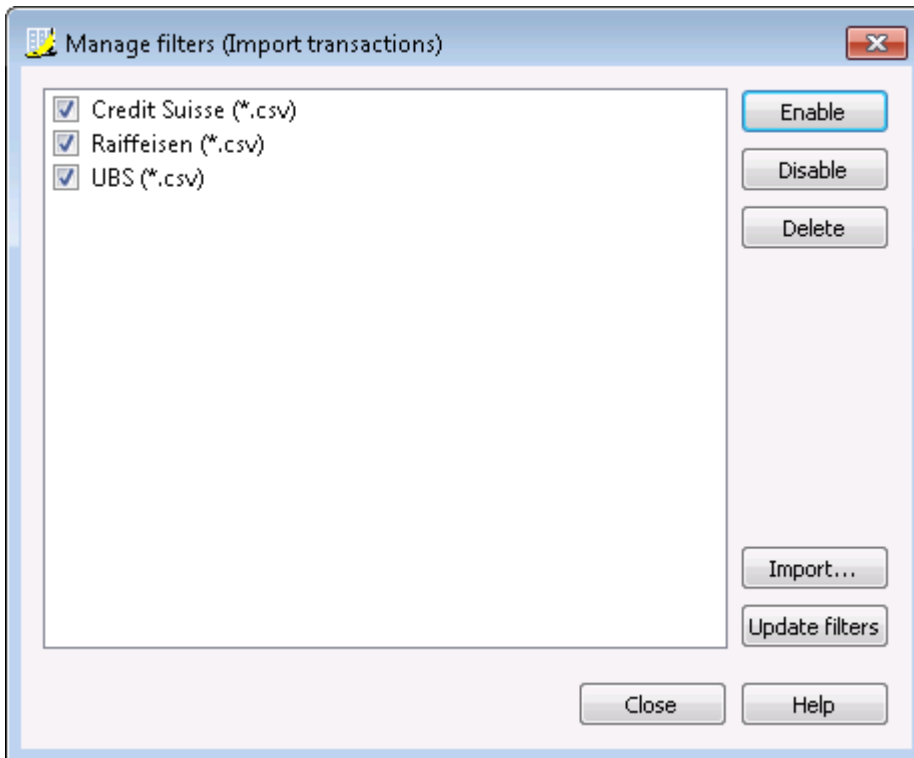 Manage filters (Import transactions)
Credit Suisse (*.csv)
Raiffeisen (*.csv)
UBS (*.csv)
Enable
Disable
Delete
Import...
Update filters
Close
Help